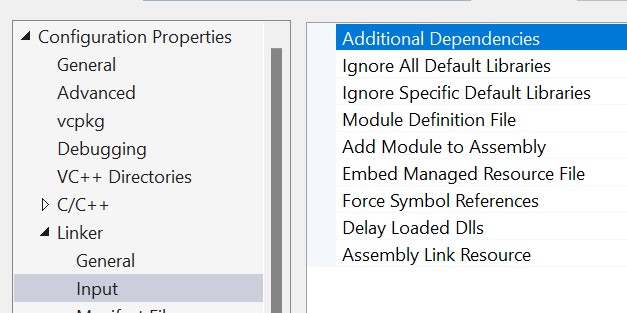 Configuration Properties
General
Advanced
vcpkg
Debugging
VC++ Directories
C/C++
Linker
General
Input
Additional Dependencies
Ignore All Default Libraries
Ignore Specific Default Libraries
Module Definition File
Add Module to Assembly
Embed Managed Resource File
Force Symbol References
Delay Loaded Dlls
Assembly Link Resource